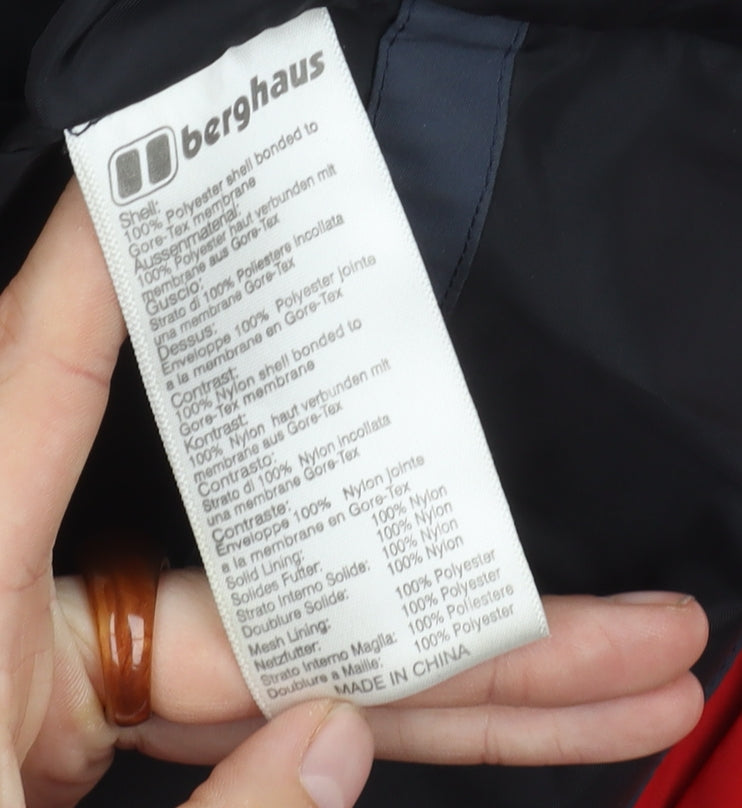 berghaus
Shell:
100% Polyester shell bonded to
Gore-Tex membrane
Aussenmaterial:
100% Polyester haut verbunden mit
membrane aus Gore-Tex
Guscio:
Strato di 100% Poliestere incollata
una membrane Gore-Tex
Dessus:
Enveloppe 100% Polyester jointe
a la mambrane en Gore-Tex
Contrast:
100% Nylon shell bonded to
Gore-Tex membrane
Kontrast:
100% Nylon haut verbunden mit
membrane aus Gore-Tex
Contrasto:
Strato di 100% Nylon incollata
una membrane Gore-Tex
Contraste:
Enveloppe 100% Nylon jointe
a la membrane en Gore-Tex
Solid Lining: 100% Nylon
Solides Futter: 100% Nylon
Strato Interno Solide: 100% Nylon
Doublure Solide: 100% Nylon
Mesh Lining: 100% Polyester
Netzfutter: 100% Polyester
Strato Interno Maglia: 100% Poliestere
Doublure a Maille: 100% Polyester
MADE IN CHINA